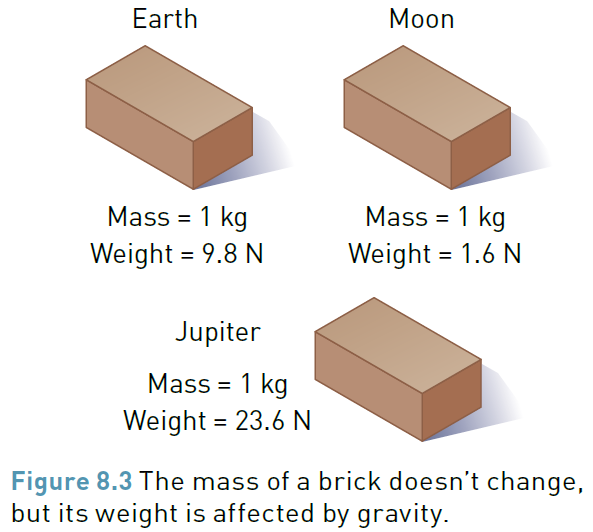 Earth
Mass = 1 kg
Weight = 9.8 N
Moon
Mass = 1 kg
Weight = 1.6 N
Jupiter
Mass = 1 kg
Weight = 23.6 N
Figure 8.3 The mass of a brick doesn’t change,
but its weight is affected by gravity.